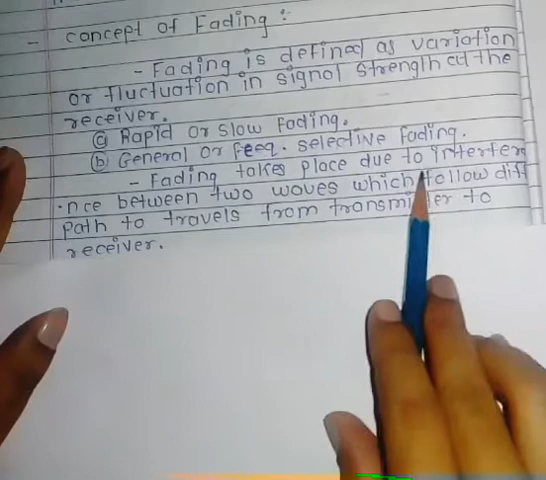 - concept of Fading :-
- Fading is defined as variation
or fluctuation in signal strength at the
receiver.
(a) Rapid or slow Fading.
(b) General or freq. selective fading.
- Fading takes place due to interfer
nce between two waves which follow diff
path to travels from transmitter to
receiver.